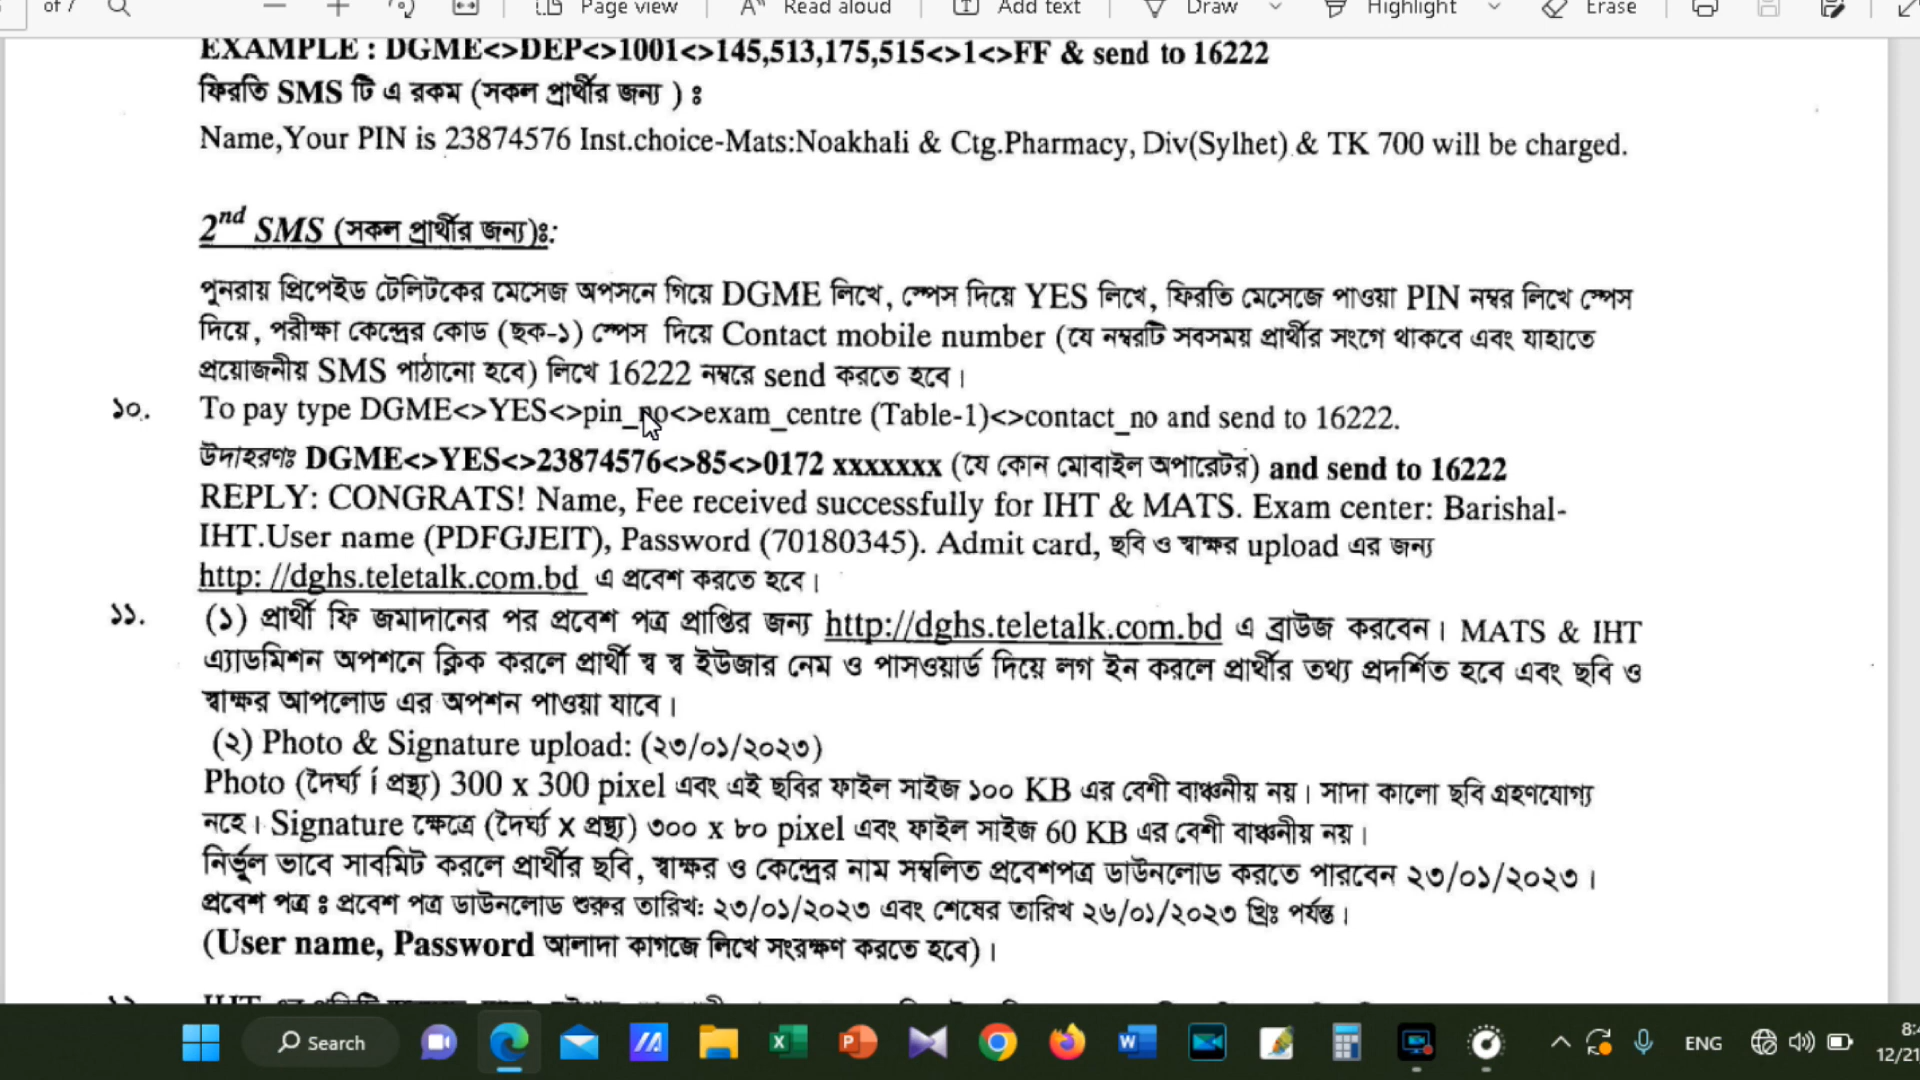 of 7
Page view
Read aloud
Add text
Draw
Highlight
Erase
EXAMPLE : DGME<>DEP<>1001<>145,513,175,515<>1<>FF & send to 16222
ফিরতি SMS টি এ রকম (সকল প্রার্থীর জন্য ) ঃ
Name,Your PIN is 23874576 Inst.choice-Mats:Noakhali & Ctg.Pharmacy, Div(Sylhet) & TK 700 will be charged.
2nd SMS (সকল প্রার্থীর জন্য)ঃ:
পুনরায় প্রিপেইড টেলিটকের মেসেজ অপসনে গিয়ে DGME লিখে, স্পেস দিয়ে YES লিখে, ফিরতি মেসেজে পাওয়া PIN নম্বর লিখে স্পেস
দিয়ে, পরীক্ষা কেন্দ্রের কোড (ছক-১) স্পেস দিয়ে Contact mobile number (যে নম্বরটি সবসময় প্রার্থীর সংগে থাকবে এবং যাহাতে
প্রয়োজনীয় SMS পাঠানো হবে) লিখে 16222 নম্বরে send করতে হবে।
১০. To pay type DGME<>YES<>pin_no<>exam_centre (Table-1)<>contact_no and send to 16222.
উদাহরণঃ DGME<>YES<>23874576<>85<>0172 xxxxxxx (যে কোন মোবাইল অপারেটর) and send to 16222
REPLY: CONGRATS! Name, Fee received successfully for IHT & MATS. Exam center: Barishal-
IHT.User name (PDFGJEIT), Password (70180345). Admit card, ছবি ও স্বাক্ষর upload এর জন্য
http: //dghs.teletalk.com.bd এ প্রবেশ করতে হবে।
১১. (১) প্রার্থী ফি জমাদানের পর প্রবেশ পত্র প্রাপ্তির জন্য http://dghs.teletalk.com.bd এ ব্রাউজ করবেন। MATS & IHT
এ্যাডমিশন অপশনে ক্লিক করলে প্রার্থী স্ব স্ব ইউজার নেম ও পাসওয়ার্ড দিয়ে লগ ইন করলে প্রার্থীর তথ্য প্রদর্শিত হবে এবং ছবি ও
স্বাক্ষর আপলোড এর অপশন পাওয়া যাবে।
(২) Photo & Signature upload: (২৩/০১/২০২৩)
Photo (দৈর্ঘ্য í প্রস্থ্য) 300 x 300 pixel এবং এই ছবির ফাইল সাইজ ১০০ KB এর বেশী বাঞ্চনীয় নয়। সাদা কালো ছবি গ্রহণযোগ্য
নহে। Signature ক্ষেত্রে (দৈর্ঘ্য x প্রস্থ্য) ৩০০ x ৮০ pixel এবং ফাইল সাইজ 60 KB এর বেশী বাঞ্চনীয় নয়।
নির্ভুল ভাবে সাবমিট করলে প্রার্থীর ছবি, স্বাক্ষর ও কেন্দ্রের নাম সম্বলিত প্রবেশপত্র ডাউনলোড করতে পারবেন ২৩/০১/২০২৩।
প্রবেশ পত্র ঃ প্রবেশ পত্র ডাউনলোড শুরুর তারিখ: ২৩/০১/২০২৩ এবং শেষের তারিখ ২৬/০১/২০২৩ খ্রিঃ পর্যন্ত।
(User name, Password আলাদা কাগজে লিখে সংরক্ষণ করতে হবে)।
Search
ENG
8:4
12/21